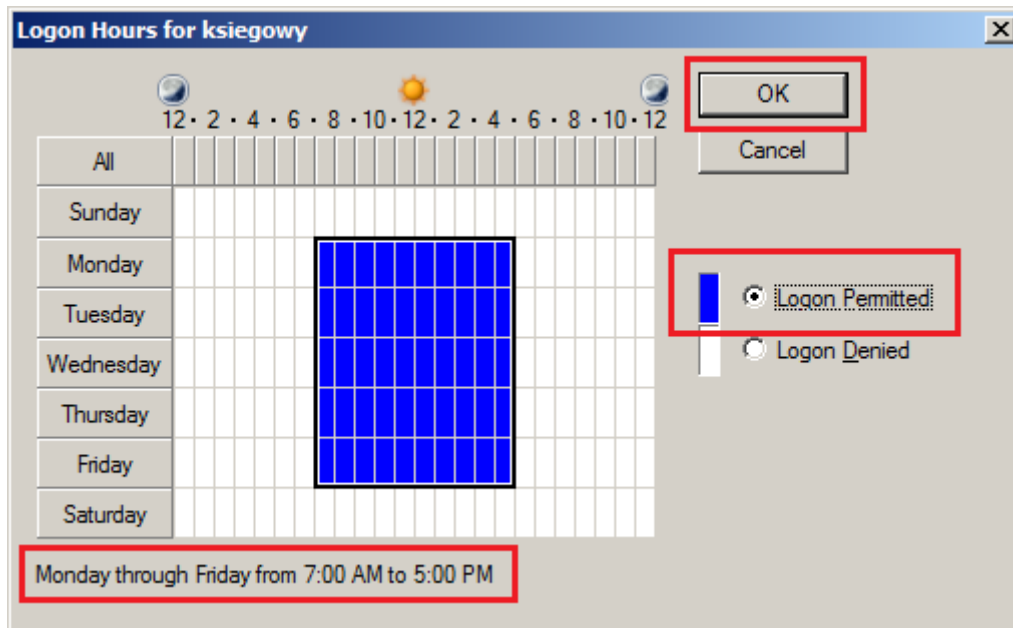 Logon Hours for ksiegowy
12 · 2 · 4 · 6 · 8 · 10 · 12 · 2 · 4 · 6 · 8 · 10 · 12
OK
Cancel
All
Sunday
Monday
Tuesday
Wednesday
Thursday
Friday
Saturday
Logon Permitted
Logon Denied
Monday through Friday from 7:00 AM to 5:00 PM